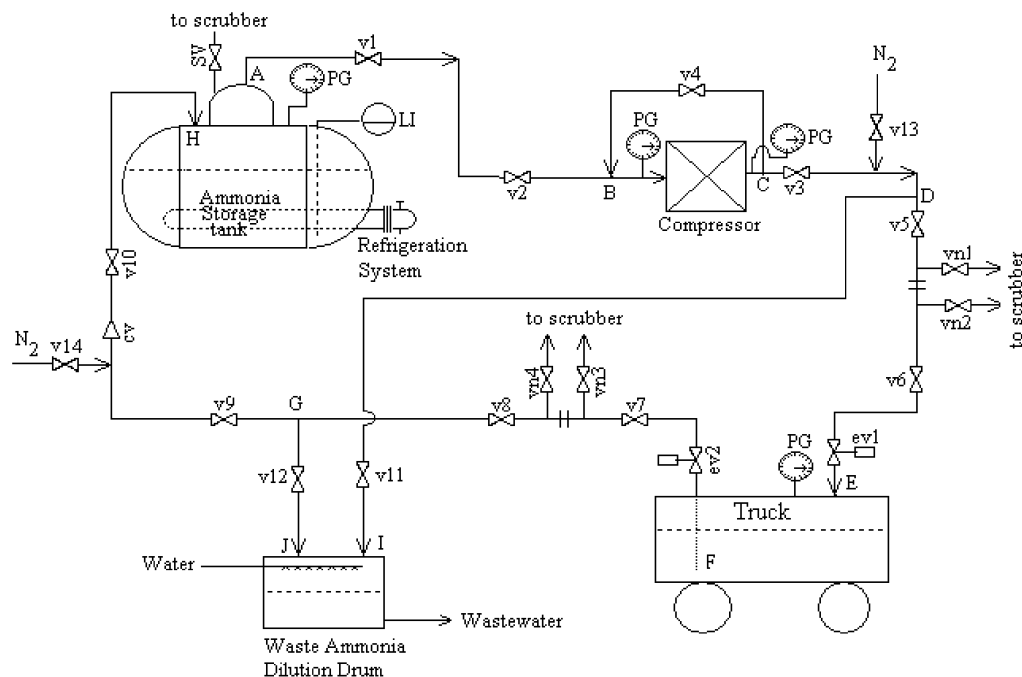 to scrubber
SV
v1
A
PG
v4
N2
H
LI
PG
PG
v13
v2
B
C
v3
D
Ammonia
Storage
tank
Compressor
v5
Refrigeration
System
v10
vn1
to scrubber
cv
to scrubber
vn2
N2
v14
vn4
vn3
v6
v9
G
v8
v7
PG
ev1
v12
v11
ev2
E
Truck
J
I
Water
F
Wastewater
Waste Ammonia
Dilution Drum